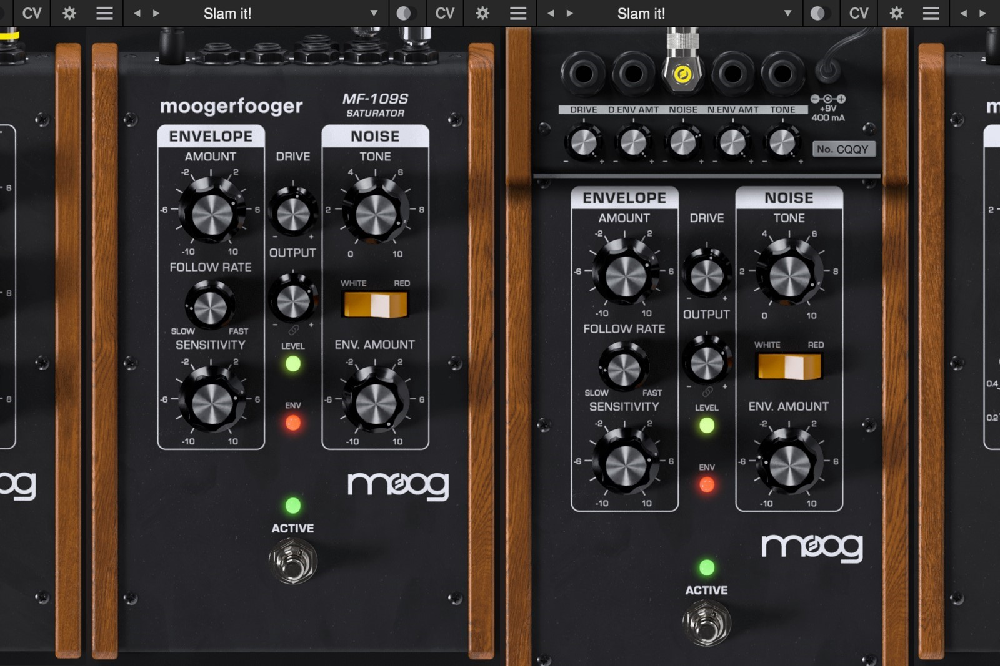 CV
Slam it!
CV
Slam it!
CV
moogerfooger
MF-109S
SATURATOR
ENVELOPE
NOISE
AMOUNT
DRIVE
TONE
-2 2
4 6
-6 6
2 8
-10 10
- +
0 10
OUTPUT
FOLLOW RATE
WHITE RED
SLOW FAST
- +
SENSITIVITY
LEVEL
ENV. AMOUNT
-2 2
-2 2
-6 6
-6 6
ENV
-10 10
-10 10
moog
ACTIVE
DRIVE D.ENV AMT NOISE N.ENV AMT TONE
+9V
400 mA
- + - + - + - + - +
No. CQQY
ENVELOPE
NOISE
AMOUNT
DRIVE
TONE
-2 2
4 6
-6 6
2 8
-10 10
- +
0 10
OUTPUT
FOLLOW RATE
WHITE RED
SLOW FAST
- +
SENSITIVITY
LEVEL
ENV. AMOUNT
-2 2
-2 2
-6 6
-6 6
ENV
-10 10
-10 10
moog
ACTIVE
6
8
8
og
m
2
0.4
0.2